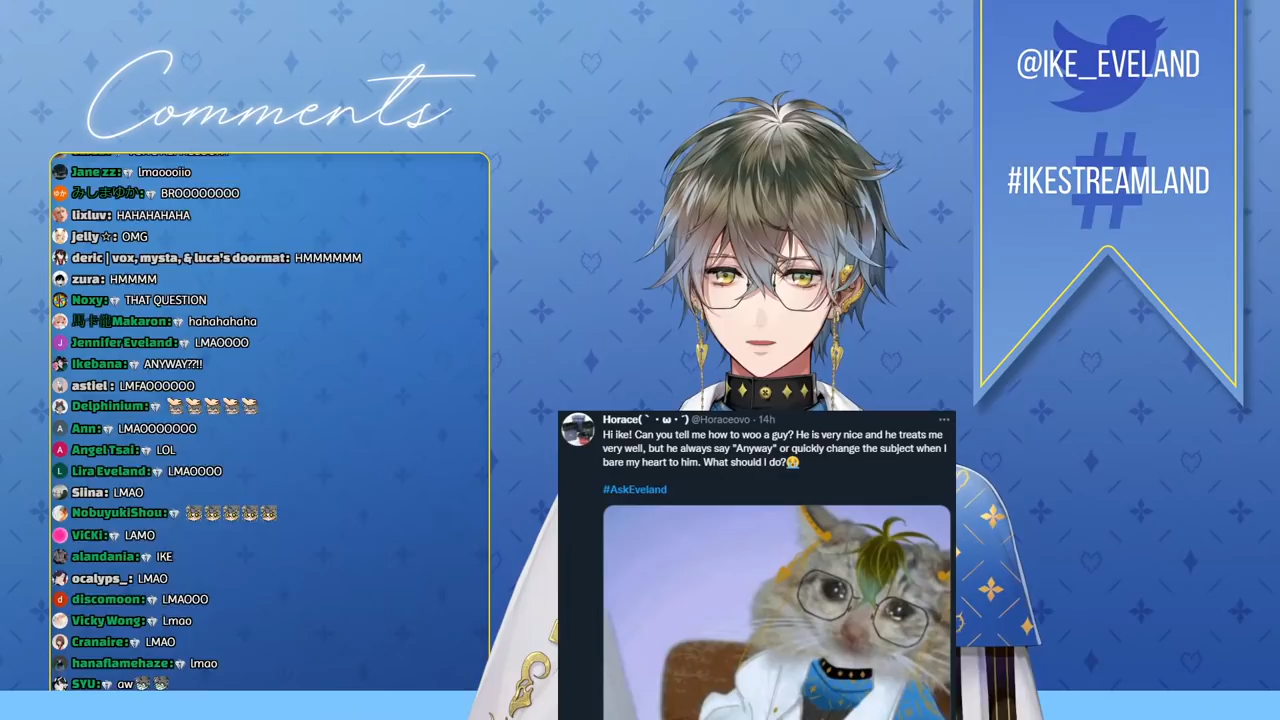 Comments
Jane zz: lmaoooiio
みしまゆか: BROOOOOOOO
lixluv: HAHAHAHAHA
jelly☆: OMG
deric | vox, mysta, & luca's doormat: HMMMMMM
zura: HMMMM
Noxy: THAT QUESTION
馬卡龍Makaron: hahahahaha
Jennifer Eveland: LMAOOOO
Ikebana: ANYWAY??!!
astiel: LMFAOOOOOO
Delphinium:
Ann: LMAOOOOOOO
Angel Tsai: LOL
Lira Eveland: LMAOOOO
Siina: LMAO
NobuyukiShou:
ViCKi: LAMO
alandania: IKE
ocalyps_: LMAO
discomoon: LMAOOO
Vicky Wong: Lmao
Cranaire: LMAO
hanaflamehaze: lmao
SYU: aw
Horace(｀・ω・´) @Horaceovo · 14h
Hi ike! Can you tell me how to woo a guy? He is very nice and he treats me
very well, but he always say "Anyway" or quickly change the subject when I
bare my heart to him. What should I do?😭
#AskEveland
@IKE_EVELAND
#IKESTREAMLAND